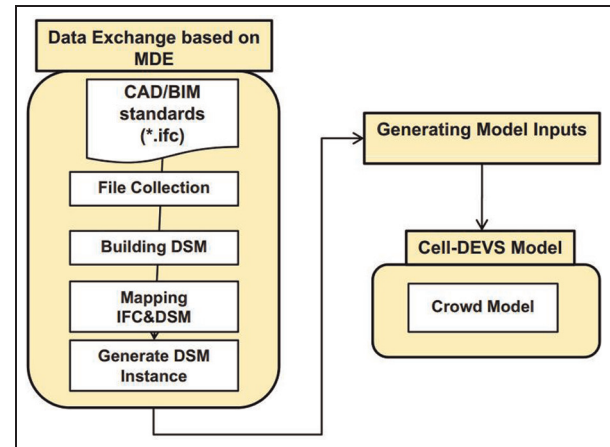 Data Exchange based on
MDE
CAD/BIM
standards
(*.ifc)
File Collection
Building DSM
Mapping
IFC&DSM
Generate DSM
Instance
Generating Model Inputs
Cell-DEVS Model
Crowd Model